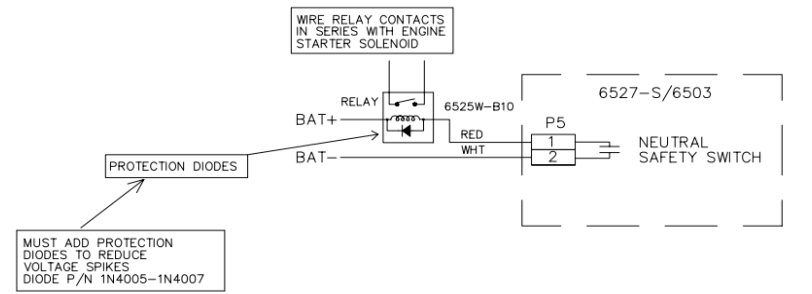 WIRE RELAY CONTACTS
IN SERIES WITH ENGINE
STARTER SOLENOID
RELAY
6525W-B10
6527-S/6503
BAT+
P5
RED
1
NEUTRAL
SAFETY SWITCH
WHT
2
BAT-
PROTECTION DIODES
MUST ADD PROTECTION
DIODES TO REDUCE
VOLTAGE SPIKES
DIODE P/N 1N4005-1N4007